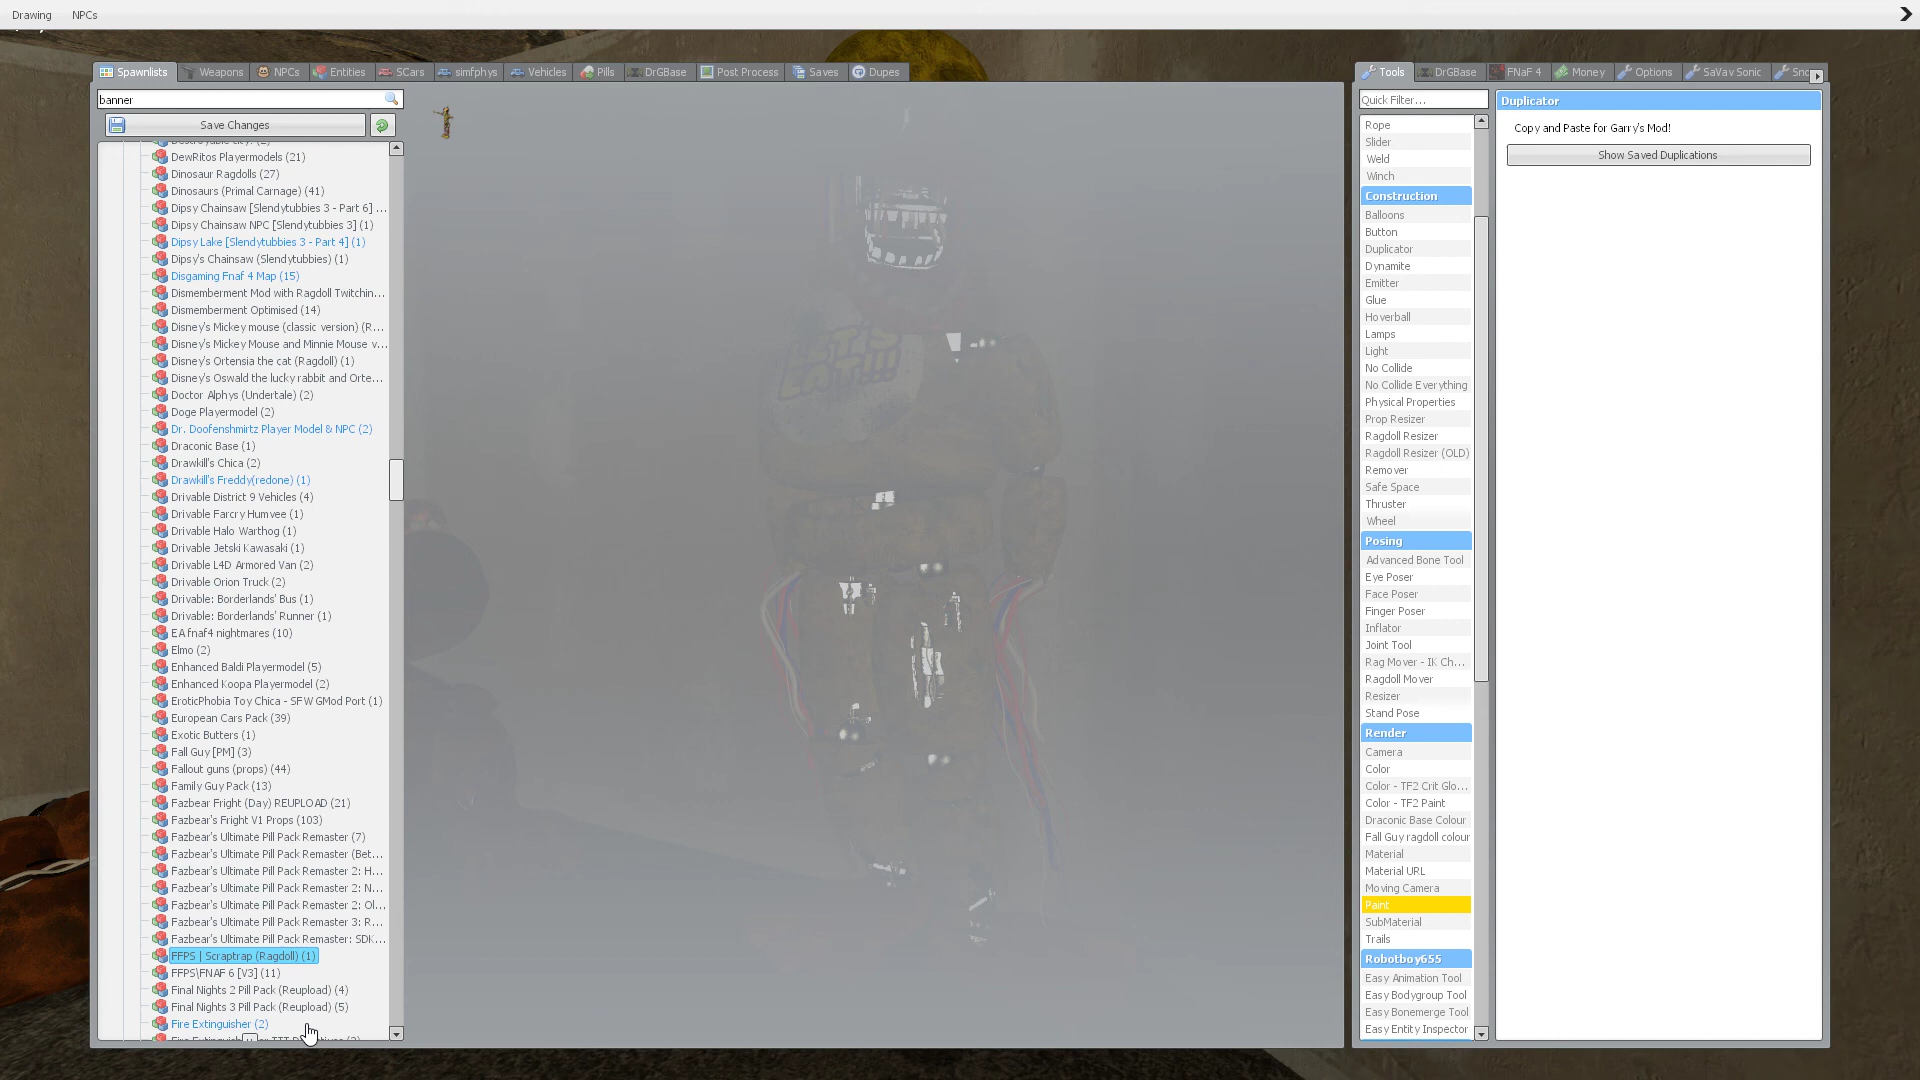 Drawing NPCs
Spawnlists Weapons NPCs Entities SCars simfphys Vehicles Pills DrGBase Post Process Saves Dupes
banner
Save Changes
DewRitos Playermodels (21)
Dinosaur Ragdolls (27)
Dinosaurs (Primal Carnage) (41)
Dipsy Chainsaw [Slendytubbies 3 - Part 6] ...
Dipsy Chainsaw NPC [Slendytubbies 3] (1)
Dipsy Lake [Slendytubbies 3 - Part 4] (1)
Dipsy's Chainsaw (Slendytubbies) (1)
Disgaming Fnaf 4 Map (15)
Dismemberment Mod with Ragdoll Twitchin...
Dismemberment Optimised (14)
Disney's Mickey mouse (classic version) (R...
Disney's Mickey Mouse and Minnie Mouse v...
Disney's Ortensia the cat (Ragdoll) (1)
Disney's Oswald the lucky rabbit and Orte...
Doctor Alphys (Undertale) (2)
Doge Playermodel (2)
Dr. Doofenshmirtz Player Model & NPC (2)
Draconic Base (1)
Drawkill's Chica (2)
Drawkill's Freddy(redone) (1)
Drivable District 9 Vehicles (4)
Drivable Farcry Humvee (1)
Drivable Halo Warthog (1)
Drivable Jetski Kawasaki (1)
Drivable L4D Armored Van (2)
Drivable Orion Truck (2)
Drivable: Borderlands' Bus (1)
Drivable: Borderlands' Runner (1)
EA fnaf4 nightmares (10)
Elmo (2)
Enhanced Baldi Playermodel (5)
Enhanced Koopa Playermodel (2)
EroticPhobia Toy Chica - SFW GMod Port (1)
European Cars Pack (39)
Exotic Butters (1)
Fall Guy [PM] (3)
Fallout guns (props) (44)
Family Guy Pack (13)
Fazbear Fright (Day) REUPLOAD (21)
Fazbear's Fright V1 Props (103)
Fazbear's Ultimate Pill Pack Remaster (7)
Fazbear's Ultimate Pill Pack Remaster (Bet...
Fazbear's Ultimate Pill Pack Remaster 2: H...
Fazbear's Ultimate Pill Pack Remaster 2: N...
Fazbear's Ultimate Pill Pack Remaster 2: Ol...
Fazbear's Ultimate Pill Pack Remaster 3: R...
Fazbear's Ultimate Pill Pack Remaster: SDK...
FFPS | Scraptrap (Ragdoll) (1)
FFPS\FNAF 6 [V3] (11)
Final Nights 2 Pill Pack (Reupload) (4)
Final Nights 3 Pill Pack (Reupload) (5)
Fire Extinguisher (2)
LET'S
EAT!!!
Tools DrGBase FNaF 4 Money Options SaVav Sonic Sno
Quick Filter...
Rope
Slider
Weld
Winch
Construction
Balloons
Button
Duplicator
Dynamite
Emitter
Glue
Hoverball
Lamps
Light
No Collide
No Collide Everything
Physical Properties
Prop Resizer
Ragdoll Resizer
Ragdoll Resizer (OLD)
Remover
Safe Space
Thruster
Wheel
Posing
Advanced Bone Tool
Eye Poser
Face Poser
Finger Poser
Inflator
Joint Tool
Rag Mover - IK Ch...
Ragdoll Mover
Resizer
Stand Pose
Render
Camera
Color
Color - TF2 Crit Glo...
Color - TF2 Paint
Draconic Base Colour
Fall Guy ragdoll colour
Material
Material URL
Moving Camera
Paint
SubMaterial
Trails
Robotboy655
Easy Animation Tool
Easy Bodygroup Tool
Easy Bonemerge Tool
Easy Entity Inspector
Duplicator
Copy and Paste for Garry's Mod!
Show Saved Duplications